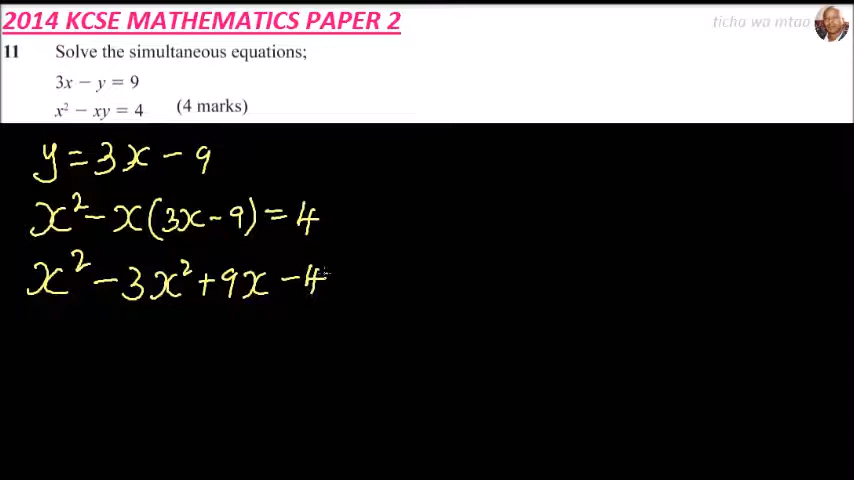 2014 KCSE MATHEMATICS PAPER 2
ticha wa mtao
11 Solve the simultaneous equations;
3x − y = 9
x² − xy = 4 (4 marks)
y = 3x − 9
x² − x(3x − 9) = 4
x² − 3x² + 9x − 4